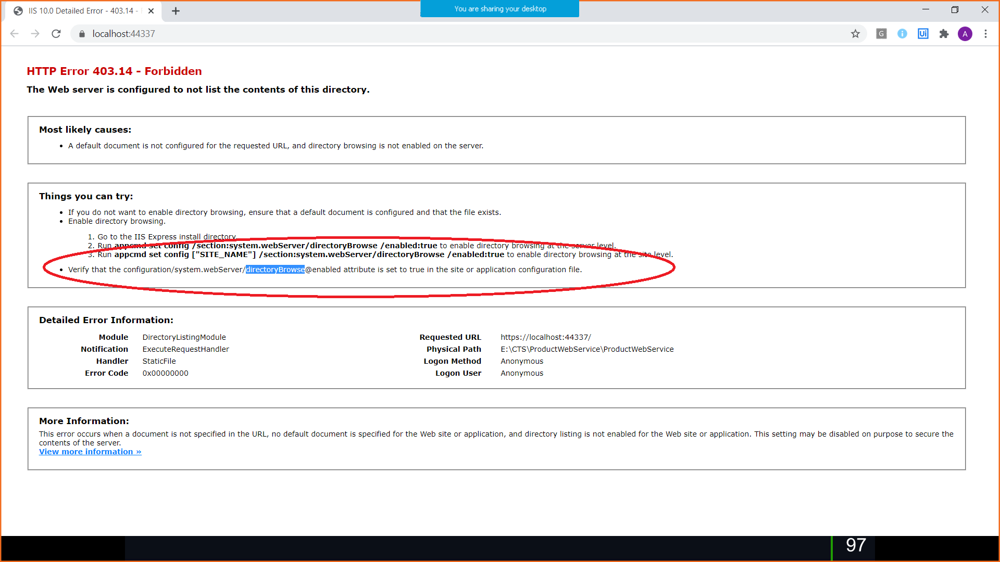 IIS 10.0 Detailed Error - 403.14 -
You are sharing your desktop
localhost:44337
G
i
Ui
A
HTTP Error 403.14 - Forbidden
The Web server is configured to not list the contents of this directory.
Most likely causes:
• A default document is not configured for the requested URL, and directory browsing is not enabled on the server.
Things you can try:
• If you do not want to enable directory browsing, ensure that a default document is configured and that the file exists.
• Enable directory browsing.
1. Go to the IIS Express install directory.
2. Run appcmd set config /section:system.webServer/directoryBrowse /enabled:true to enable directory browsing at the server level.
3. Run appcmd set config ["SITE_NAME"] /section:system.webServer/directoryBrowse /enabled:true to enable directory browsing at the site level.
• Verify that the configuration/system.webServer/directoryBrowse@enabled attribute is set to true in the site or application configuration file.
Detailed Error Information:
Module DirectoryListingModule
Notification ExecuteRequestHandler
Handler StaticFile
Error Code 0x00000000
Requested URL https://localhost:44337/
Physical Path E:\CTS\ProductWebService\ProductWebService
Logon Method Anonymous
Logon User Anonymous
More Information:
This error occurs when a document is not specified in the URL, no default document is specified for the Web site or application, and directory listing is not enabled for the Web site or application. This setting may be disabled on purpose to secure the
contents of the server.
View more information »
97